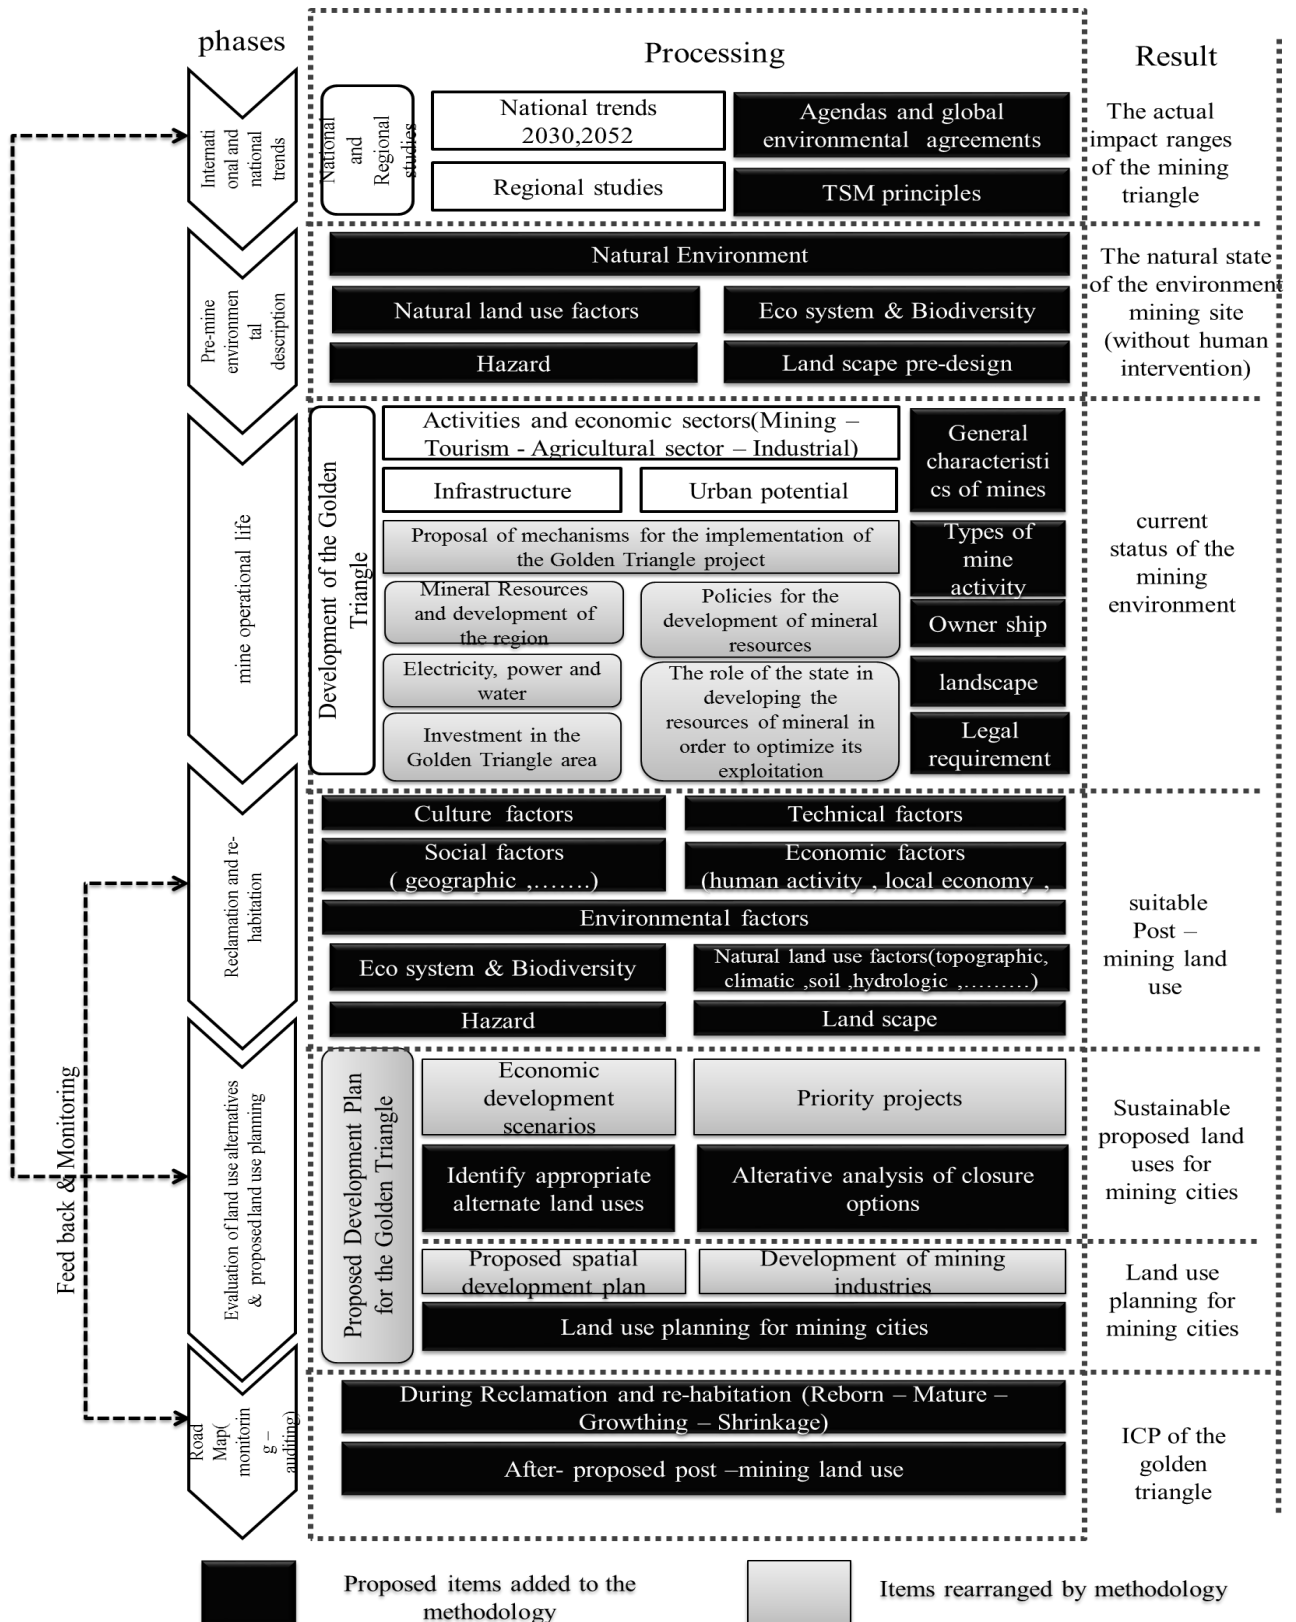 phases
Processing
Result
Internati
onal and
national
trends
National
and
Regional
studies
National trends
2030,2052
Agendas and global
environmental agreements
Regional studies
TSM principles
The actual
impact ranges
of the mining
triangle
Pre-mine
environmen
tal
description
Natural Environment
Natural land use factors
Eco system & Biodiversity
Hazard
Land scape pre-design
The natural state
of the environment
mining site
(without human
intervention)
mine operational life
Development of the Golden
Triangle
Activities and economic sectors(Mining –
Tourism - Agricultural sector – Industrial)
Infrastructure
Urban potential
Proposal of mechanisms for the implementation of
the Golden Triangle project
Mineral Resources
and development of
the region
Policies for the
development of mineral
resources
Electricity, power and
water
The role of the state in
developing the
resources of mineral in
order to optimize its
exploitation
Investment in the
Golden Triangle area
General
characteristi
cs of mines
Types of
mine
activity
Owner ship
landscape
Legal
requirement
current
status of the
mining
environment
Reclamation and re-
habitation
Culture factors
Technical factors
Social factors
( geographic ,…….)
Economic factors
(human activity , local economy ,
Environmental factors
Eco system & Biodiversity
Natural land use factors(topographic,
climatic ,soil ,hydrologic ,………)
Hazard
Land scape
suitable
Post –
mining land
use
Feed back & Monitoring
Evaluation of land use alternatives
& proposed land use planning
Proposed Development Plan
for the Golden Triangle
Economic
development
scenarios
Priority projects
Identify appropriate
alternate land uses
Alterative analysis of closure
options
Sustainable
proposed land
uses for
mining cities
Proposed spatial
development plan
Development of mining
industries
Land use planning for mining cities
Land use
planning for
mining cities
Road
Map(
monitorin
g –
auditing)
During Reclamation and re-habitation (Reborn – Mature –
Growthing – Shrinkage)
After- proposed post –mining land use
ICP of the
golden
triangle
Proposed items added to the
methodology
Items rearranged by methodology